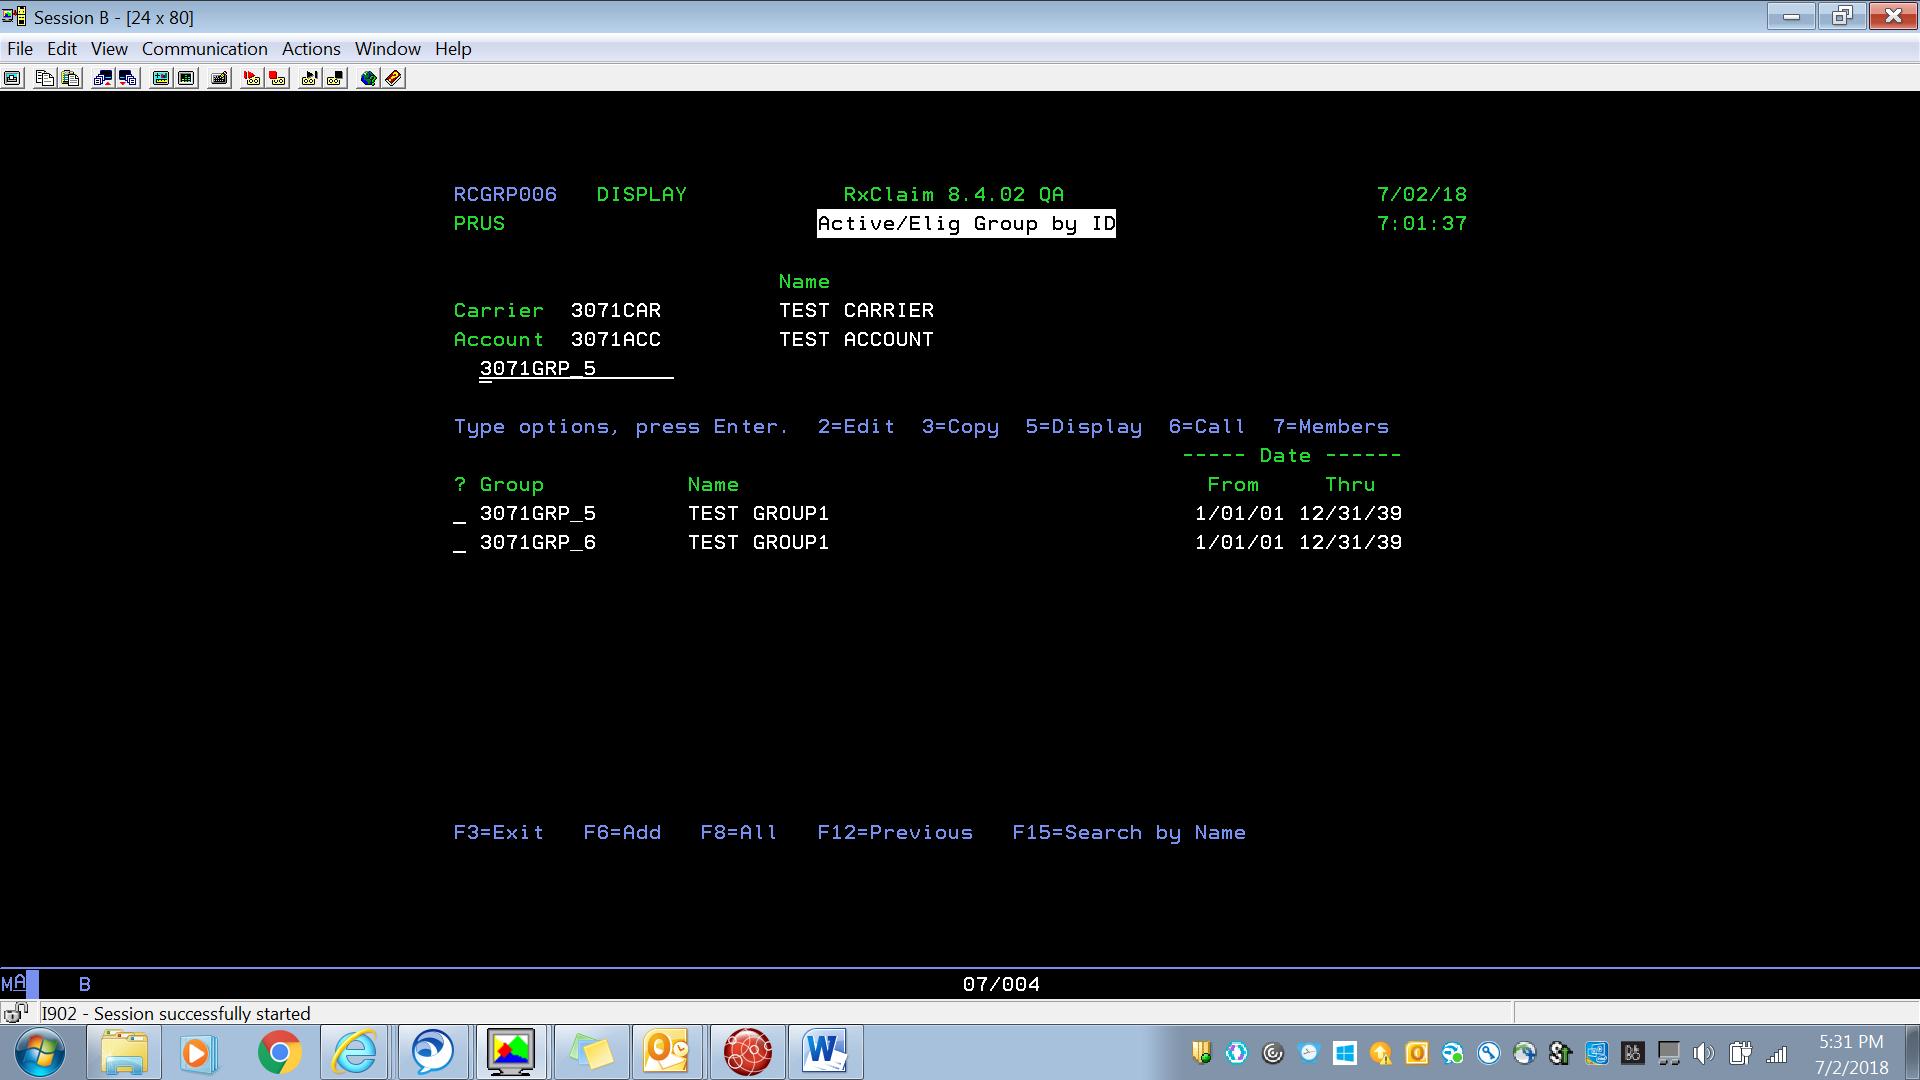 Session B - [24 x 80]
File Edit View Communication Actions Window Help
RCGRP006 DISPLAY RxClaim 8.4.02 QA 7/02/18
PRUS Active/Elig Group by ID 7:01:37
Name
Carrier 3071CAR TEST CARRIER
Account 3071ACC TEST ACCOUNT
3071GRP_5
Type options, press Enter. 2=Edit 3=Copy 5=Display 6=Call 7=Members
----- Date ------
? Group Name From Thru
_ 3071GRP_5 TEST GROUP1 1/01/01 12/31/39
_ 3071GRP_6 TEST GROUP1 1/01/01 12/31/39
F3=Exit F6=Add F8=All F12=Previous F15=Search by Name
MA B 07/004
I902 - Session successfully started
5:31 PM
7/2/2018